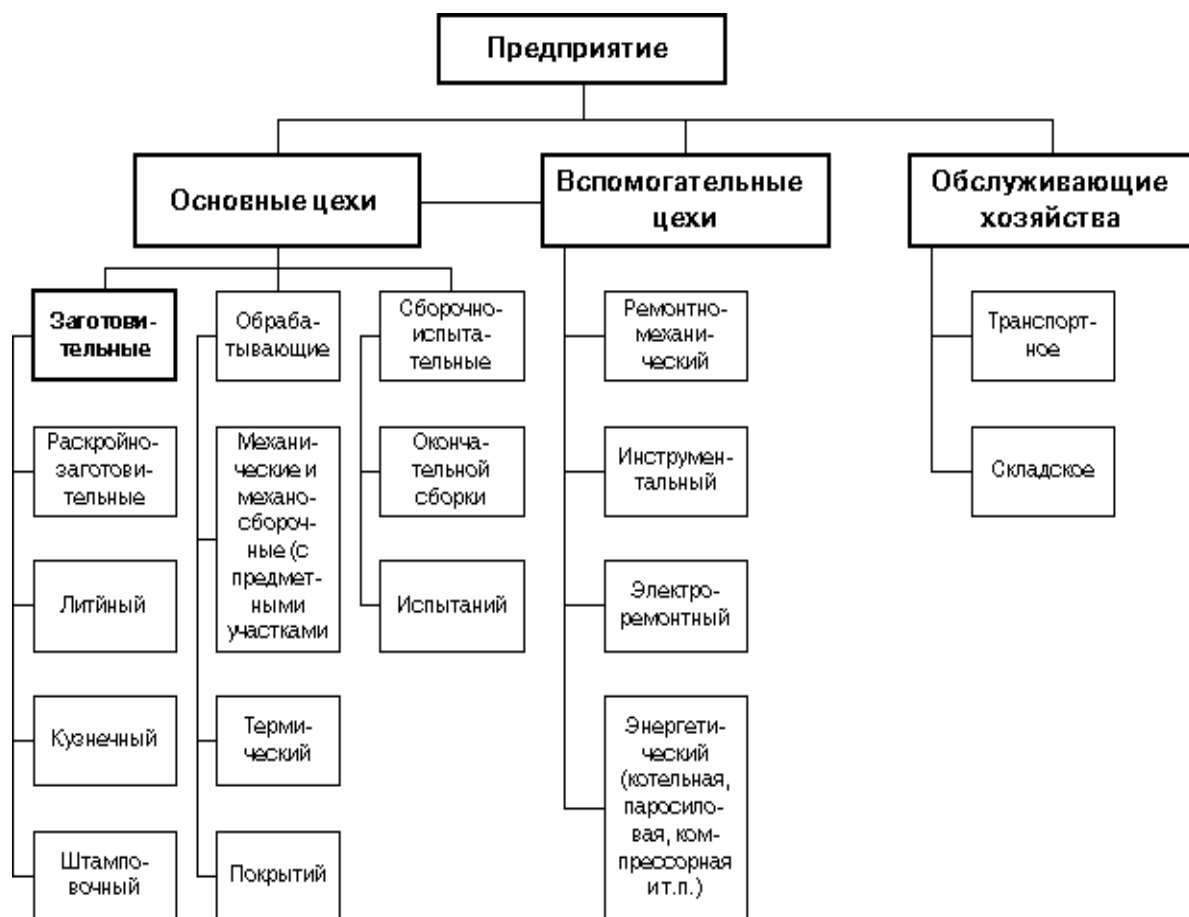 Предприятие
Основные цехи
Вспомогательные
цехи
Обслуживающие
хозяйства
Заготови-
тельные
Обраба-
тывающие
Сборочно-
испыта-
тельные
Ремонтно-
механи-
ческий
Транспорт-
ное
Раскройно-
заготови-
тельные
Механи-
ческие и
механо-
сбороч-
ные (с
предмет-
ными
участками
Оконча-
тельной
сборки
Инструмен-
тальный
Складское
Литйный
Испытаний
Электро-
ремонтный
Кузнечный
Терми-
ческий
Энергети-
ческий
(котельная,
паросило-
вая, ком-
прессорная
и т.п.)
Штампо-
вочный
Покрытий